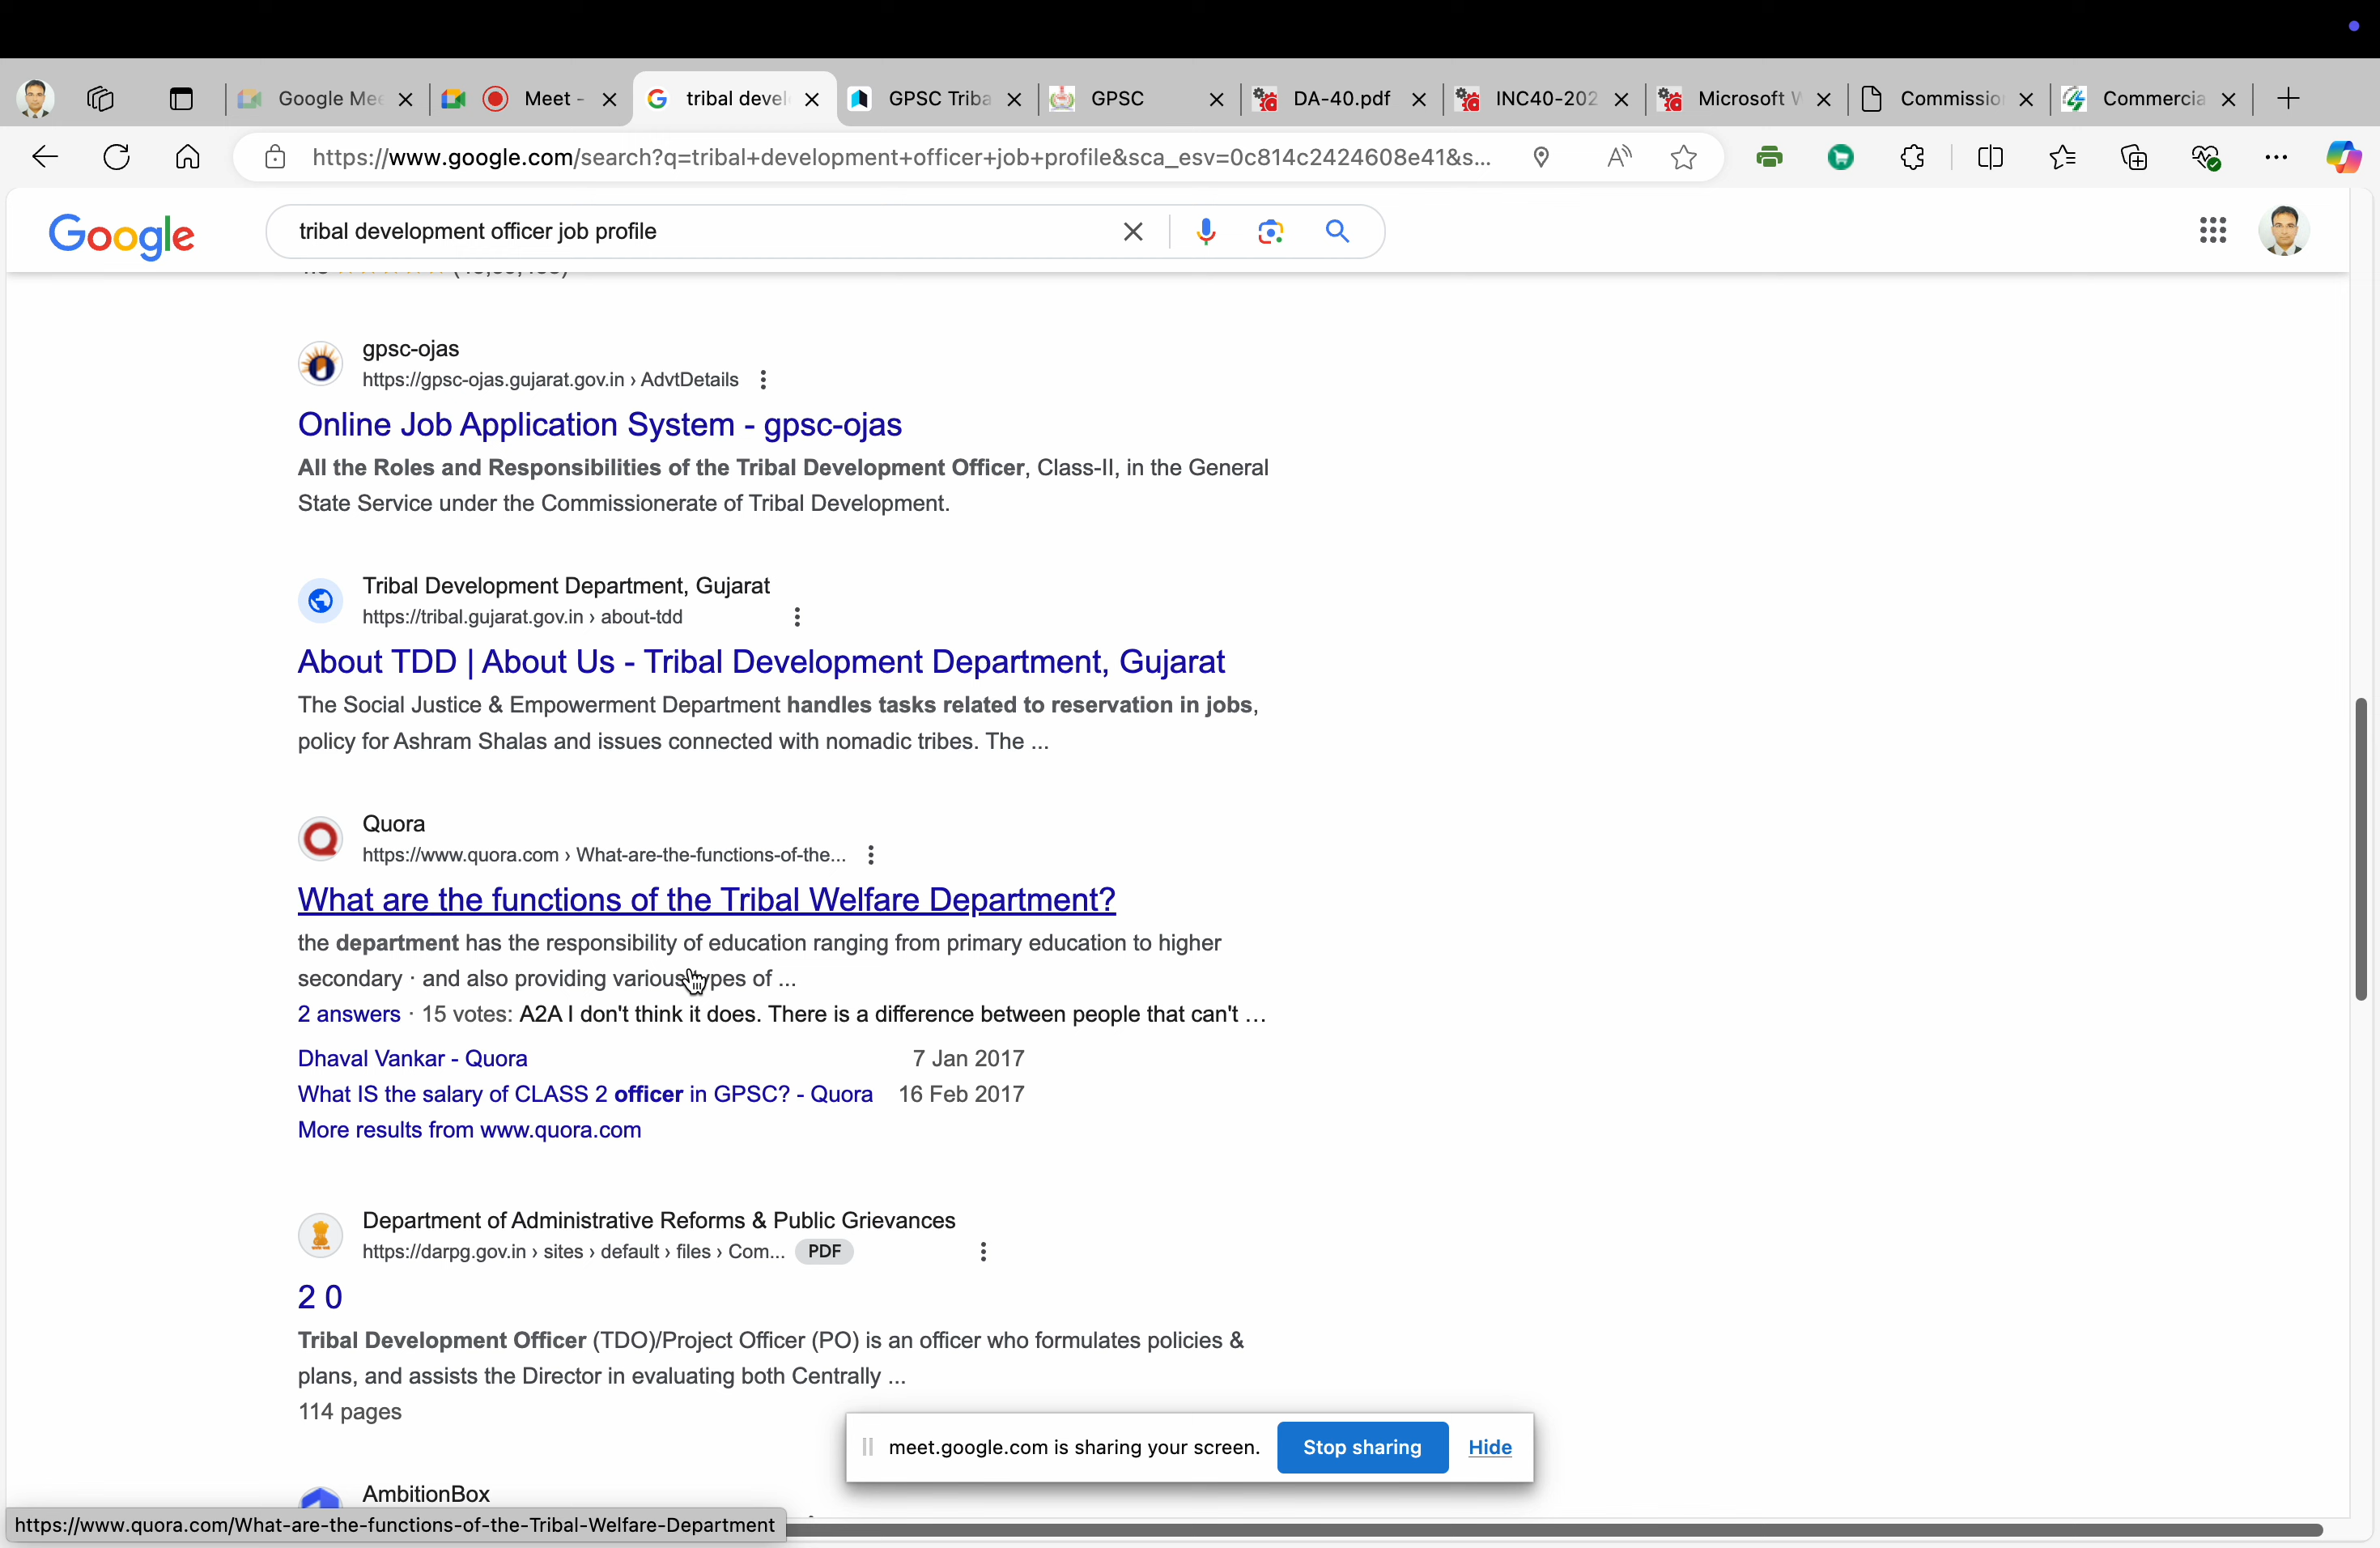 Google Mee
Meet -
tribal devel
GPSC Triba
GPSC
DA-40.pdf
INC40-202
Microsoft W
Commissio
Commercia
https://www.google.com/search?q=tribal+development+officer+job+profile&sca_esv=0c814c2424608e41&s...
Google
tribal development officer job profile
gpsc-ojas
https://gpsc-ojas.gujarat.gov.in › AdvtDetails
Online Job Application System - gpsc-ojas
All the Roles and Responsibilities of the Tribal Development Officer, Class-II, in the General
State Service under the Commissionerate of Tribal Development.
Tribal Development Department, Gujarat
https://tribal.gujarat.gov.in › about-tdd
About TDD | About Us - Tribal Development Department, Gujarat
The Social Justice & Empowerment Department handles tasks related to reservation in jobs,
policy for Ashram Shalas and issues connected with nomadic tribes. The ...
Quora
https://www.quora.com › What-are-the-functions-of-the...
What are the functions of the Tribal Welfare Department?
the department has the responsibility of education ranging from primary education to higher
secondary · and also providing various types of ...
2 answers · 15 votes: A2A I don't think it does. There is a difference between people that can't ...
Dhaval Vankar - Quora 7 Jan 2017
What IS the salary of CLASS 2 officer in GPSC? - Quora 16 Feb 2017
More results from www.quora.com
Department of Administrative Reforms & Public Grievances
https://darpg.gov.in › sites › default › files › Com... PDF
2 0
Tribal Development Officer (TDO)/Project Officer (PO) is an officer who formulates policies &
plans, and assists the Director in evaluating both Centrally ...
114 pages
meet.google.com is sharing your screen. Stop sharing Hide
AmbitionBox
https://www.quora.com/What-are-the-functions-of-the-Tribal-Welfare-Department